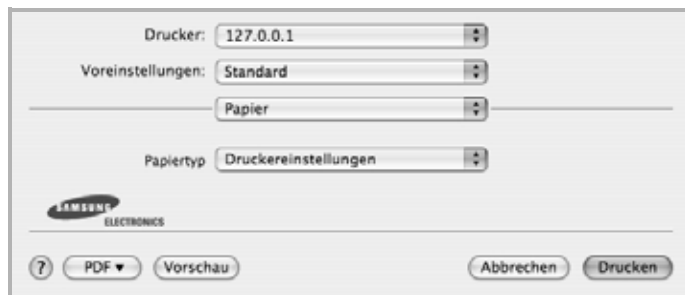 Drucker: 127.0.0.1
Voreinstellungen: Standard
Papier
Papiertyp Druckereinstellungen
SAMSUNG
ELECTRONICS
? PDF ▼ Vorschau Abbrechen Drucken